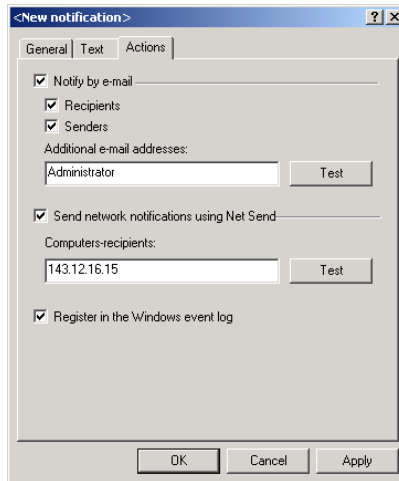 <New notification>
General Text Actions
Notify by e-mail
Recipients
Senders
Additional e-mail addresses:
Administrator Test
Send network notifications using Net Send
Computers-recipients:
143.12.16.15 Test
Register in the Windows event log
OK Cancel Apply